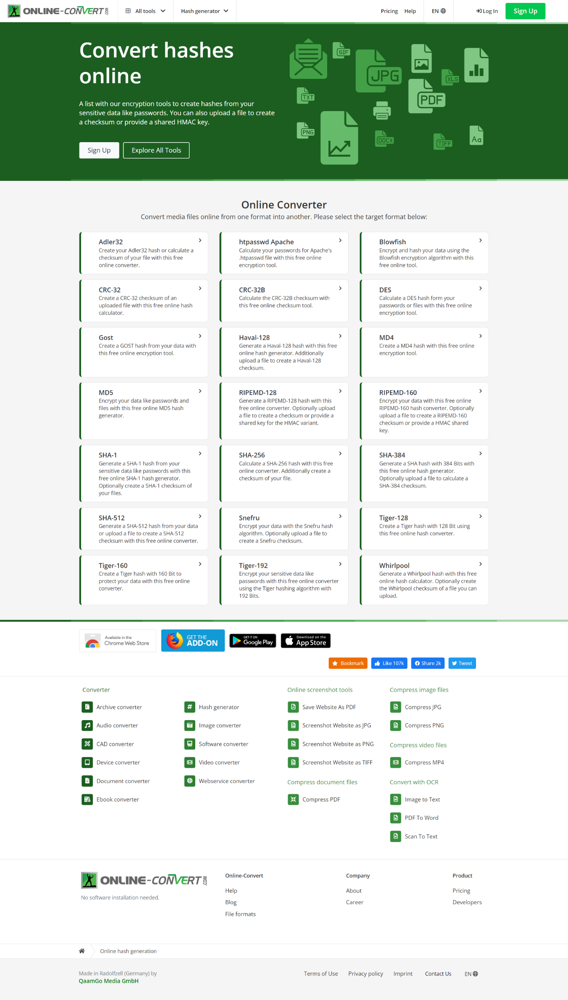 ONLINE-CONVERT.COM
All tools
Hash generator
Pricing
Help
EN
Log In
Sign Up
Convert hashes
online
A list with our encryption tools to create hashes from your
sensitive data like passwords. You can also upload a file to create
a checksum or provide a shared HMAC key.
Sign Up
Explore All Tools
GIF
JPG
XLS
TXT
PDF
PNG
DOCX
TIFF
Aa
Online Converter
Convert media files online from one format into another. Please select the target format below:
Adler32
Create your Adler32 hash or calculate a
checksum of your file with this free
online converter.
htpasswd Apache
Calculate your passwords for Apache's
.htpasswd file with this free online
encryption tool.
Blowfish
Encrypt and hash your data using the
Blowfish encryption algorithm with this
free online tool.
CRC-32
Create a CRC-32 checksum of an
uploaded file with this free online hash
calculator.
CRC-32B
Calculate the CRC-32B checksum with
this free online checksum tool.
DES
Calculate a DES hash form your
passwords or files with this free online
encryption tool.
Gost
Create a GOST hash from your data with
this free online encryption tool.
Haval-128
Generate a Haval-128 hash with this free
online hash generator. Additionally
upload a file to create a Haval-128
checksum.
MD4
Create a MD4 hash with this free online
encryption tool.
MD5
Encrypt your data like passwords and
files with this free online MD5 hash
generator.
RIPEMD-128
Generate a RIPEMD-128 hash with this
free online converter. Optionally upload
a file to create a checksum or provide a
shared key for the HMAC variant.
RIPEMD-160
Encrypt your data with this free online
RIPEMD-160 hash converter. Optionally
upload a file to create a RIPEMD-160
checksum or provide a HMAC shared
key.
SHA-1
Generate a SHA-1 hash from your
sensitive data like passwords with this
free online SHA-1 hash generator.
Optionally create a SHA-1 checksum of
your files.
SHA-256
Calculate a SHA-256 hash with this free
online converter. Additionally create a
checksum of your file.
SHA-384
Generate a SHA hash with 384 Bits with
this free online hash generator.
Optionally upload a file to calculate a
SHA-384 checksum.
SHA-512
Generate a SHA-512 hash from your data
or upload a file to create a SHA-512
checksum with this free online converter.
Snefru
Encrypt your data with the Snefru hash
algorithm. Optionally upload a file to
create a Snefru checksum.
Tiger-128
Create a Tiger hash with 128 Bit using
this free online hash converter.
Tiger-160
Create a Tiger hash with 160 Bit to
protect your data with this free online
converter.
Tiger-192
Encrypt your sensitive data like
passwords with this free online converter
using the Tiger hashing algorithm with
192 Bits.
Whirlpool
Generate a Whirlpool hash with this free
online hash calculator. Optionally create
the Whirlpool checksum of a file you can
upload.
Available in the
Chrome Web Store
GET THE
ADD-ON
GET IT ON
Google Play
Download on the
App Store
Bookmark
Like 107k
Share 2k
Tweet
Converter
Archive converter
Audio converter
CAD converter
Device converter
Document converter
Ebook converter
Hash generator
Image converter
Software converter
Video converter
Webservice converter
Online screenshot tools
Save Website As PDF
Screenshot Website as JPG
Screenshot Website as PNG
Screenshot Website as TIFF
Compress document files
Compress PDF
Compress image files
Compress JPG
Compress PNG
Compress video files
Compress MP4
Convert with OCR
Image to Text
PDF To Word
Scan To Text
ONLINE-CONVERT.COM
No software installation needed.
Online-Convert
Help
Blog
File formats
Company
About
Career
Product
Pricing
Developers
Online hash generation
Made in Radolfzell (Germany) by
QaamGo Media GmbH
Terms of Use
Privacy policy
Imprint
Contact Us
EN